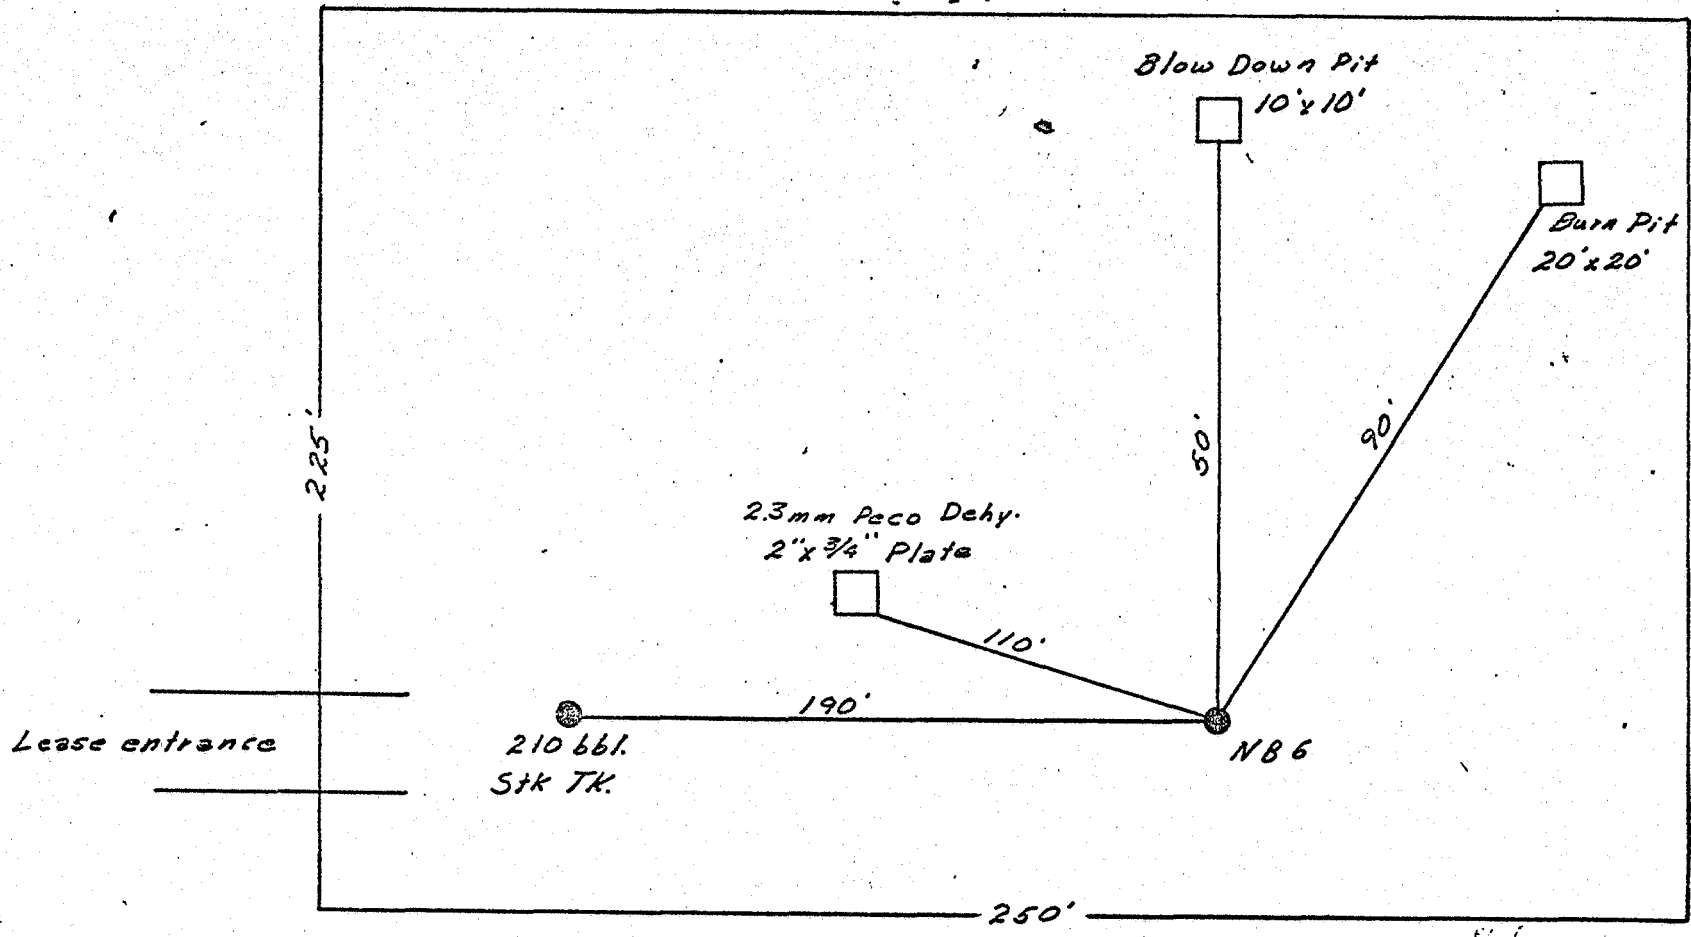 Blow Down Pit
10'x10'
Burn Pit
20'x20'
225'
50'
90'
2.3mm Peco Dehy.
2"x3/4" Plate
110'
190'
Lease entrance
210 bbl.
Stk TK.
NB6
250'